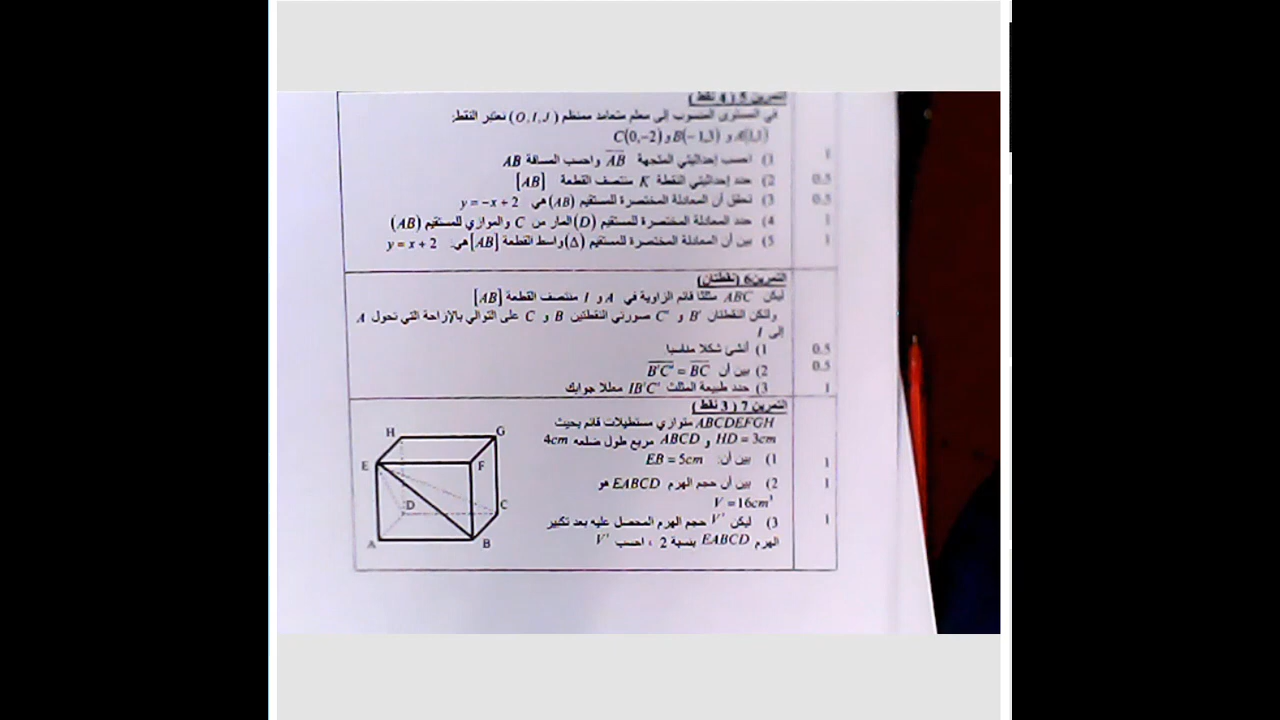 التمرين 5 ( 4 نقط )
في المستوى المنسوب إلى معلم متعامد ممنظم (O, I, J) نعتبر النقط:
A(1,1) و B(−1,3) و C(0,−2)
1) احسب إحداثيتي المتجهة AB واحسب المسافة AB 1
2) حدد إحداثيتي النقطة K منتصف القطعة [AB] 0.5
3) تحقق أن المعادلة المختصرة للمستقيم (AB) هي y = −x + 2 0.5
4) حدد المعادلة المختصرة للمستقيم (D) المار من C والموازي للمستقيم (AB) 1
5) بين أن المعادلة المختصرة للمستقيم (Δ) واسط القطعة [AB] هي: y = x + 2 1
التمرين6 (نقطتان)
ليكن ABC مثلثا قائم الزاوية في A و I منتصف القطعة [AB]
ولتكن النقطتان B' و C' صورتي النقطتين B و C على التوالي بالإزاحة التي تحول A
إلى I
1) أنشئ شكلا مناسبا 0.5
2) بين أن B'C' = BC 0.5
3) حدد طبيعة المثلث IB'C' معللا جوابك 1
التمرين 7 ( 3 نقط )
ABCDEFGH متوازي مستطيلات قائم بحيث
HD = 3cm و ABCD مربع طول ضلعه 4cm
1) بين أن: EB = 5cm 1
2) بين أن حجم الهرم EABCD هو 1
V = 16cm³
3) ليكن V' حجم الهرم المحصل عليه بعد تكبير 1
الهرم EABCD بنسبة 2 ، احسب V'
H G
E F
D C
A B